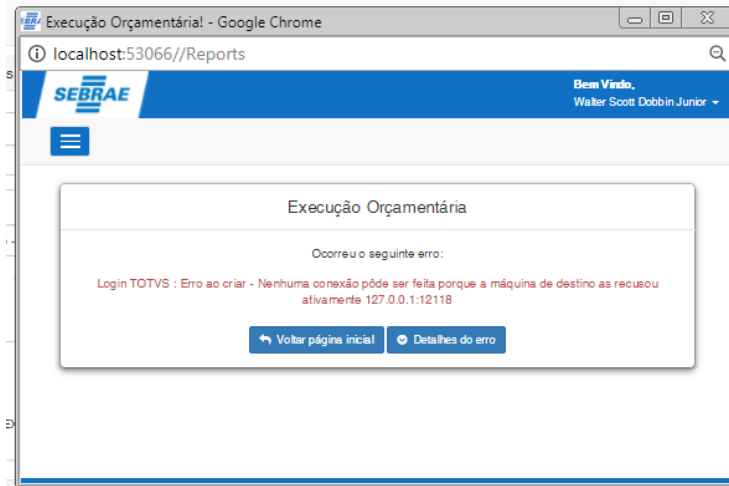 Execução Orçamentária! - Google Chrome
localhost:53066//Reports
SEBRAE
Bem Vindo,
Walter Scott Dobbin Junior
Execução Orçamentária
Ocorreu o seguinte erro:
Login TOTVS : Erro ao criar - Nenhuma conexão pôde ser feita porque a máquina de destino as recusou
ativamente 127.0.0.1:12118
Voltar página inicial
Detalhes do erro